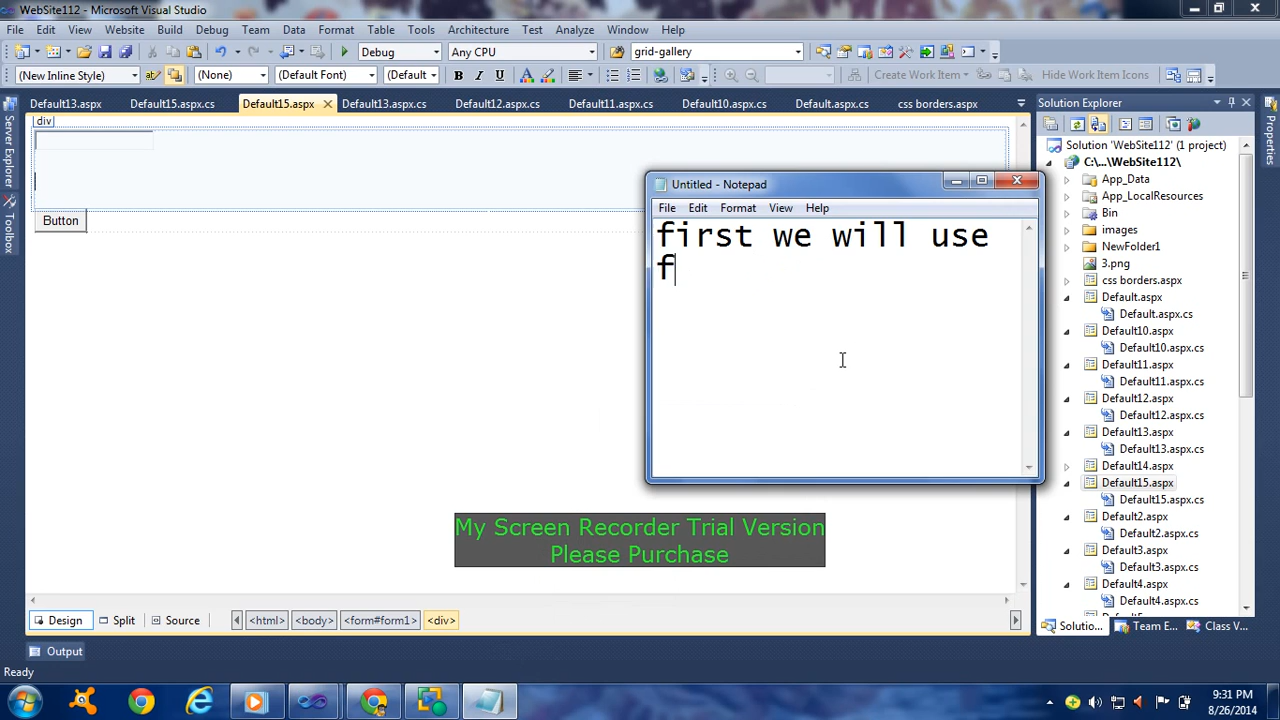 WebSite112 - Microsoft Visual Studio
File Edit View Website Build Debug Team Data Format Table Tools Architecture Test Analyze Window Help
Debug Any CPU grid-gallery
(New Inline Style) (None) (Default Font) (Default B I U A Create Work Item Hide Work Item Icons
Default13.aspx Default15.aspx.cs Default15.aspx Default13.aspx.cs Default12.aspx.cs Default11.aspx.cs Default10.aspx.cs Default.aspx.cs css borders.aspx
div
Button
Server Explorer
Toolbox
Untitled - Notepad
File Edit Format View Help
first we will use
f
My Screen Recorder Trial Version
Please Purchase
Solution Explorer
Solution 'WebSite112' (1 project)
C:\...\WebSite112\
App_Data
App_LocalResources
Bin
images
NewFolder1
3.png
css borders.aspx
Default.aspx
Default.aspx.cs
Default10.aspx
Default10.aspx.cs
Default11.aspx
Default11.aspx.cs
Default12.aspx
Default12.aspx.cs
Default13.aspx
Default13.aspx.cs
Default14.aspx
Default15.aspx
Default15.aspx.cs
Default2.aspx
Default2.aspx.cs
Default3.aspx
Default3.aspx.cs
Default4.aspx
Default4.aspx.cs
Solutio... Team E... Class V...
Properties
Design Split Source <html> <body> <form#form1> <div>
Output
Ready
9:31 PM
8/26/2014